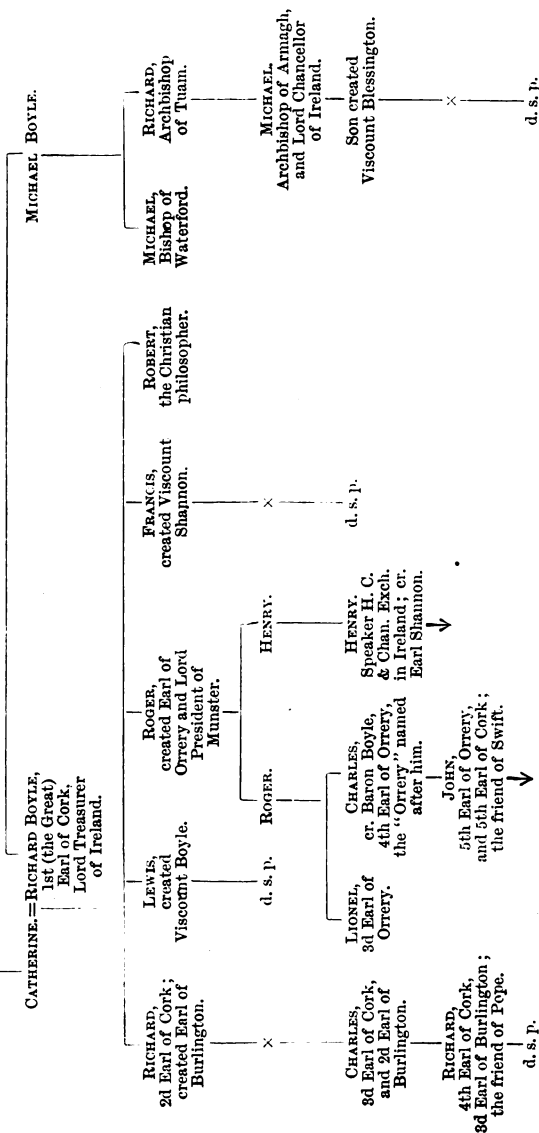 CATHERINE.=RICHARD BOYLE,
1st (the Great)
Earl of Cork,
Lord Treasurer
of Ireland.
MICHAEL BOYLE.
RICHARD,
2d Earl of Cork;
created Earl of
Burlington.
LEWIS,
created
Viscount Boyle.
ROGER,
created Earl of
Orrery and Lord
President of
Munster.
FRANCIS,
created Viscount
Shannon.
ROBERT,
the Christian
philosopher.
MICHAEL,
Bishop of
Waterford.
RICHARD,
Archbishop
of Tuam.
×
d. s. p.
ROGER.
HENRY.
×
MICHAEL,
Archbishop of Armagh,
and Lord Chancellor
of Ireland.
CHARLES,
3d Earl of Cork,
and 2d Earl of
Burlington.
LIONEL,
3d Earl of
Orrery.
CHARLES,
cr. Baron Boyle,
4th Earl of Orrery,
the "Orrery" named
after him.
HENRY.
Speaker H. C.
& Chan. Exch.
in Ireland; cr.
Earl Shannon.
d. s. p.
Son created
Viscount Blessington.
RICHARD,
4th Earl of Cork,
3d Earl of Burlington;
the friend of Pope.
JOHN,
5th Earl of Orrery,
and 5th Earl of Cork;
the friend of Swift.
×
d. s. p.
d. s. p.